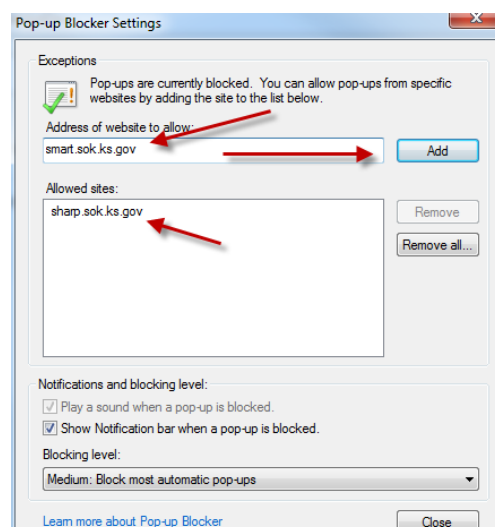 Pop-up Blocker Settings
Exceptions
Pop-ups are currently blocked. You can allow pop-ups from specific
websites by adding the site to the list below.
Address of website to allow:
smart.sok.ks.gov
Add
Allowed sites:
sharp.sok.ks.gov
Remove
Remove all...
Notifications and blocking level:
Play a sound when a pop-up is blocked.
Show Notification bar when a pop-up is blocked.
Blocking level:
Medium: Block most automatic pop-ups
Learn more about Pop-up Blocker
Close